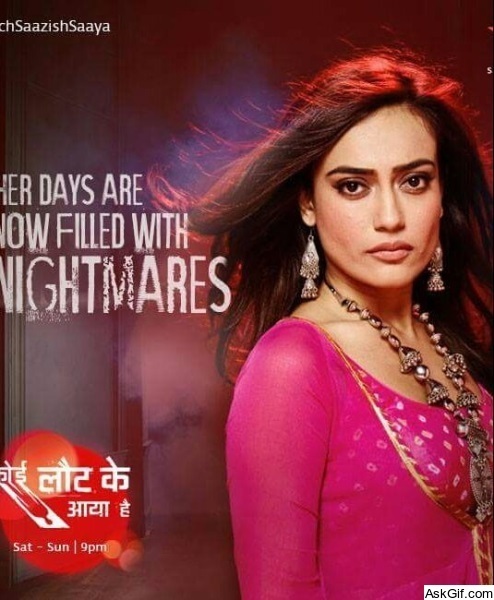 chSaazishSaaya
HER DAYS ARE
NOW FILLED WITH
NIGHTMARES
कोई लौट के
आया है
Sat - Sun | 9pm
AskGif.com